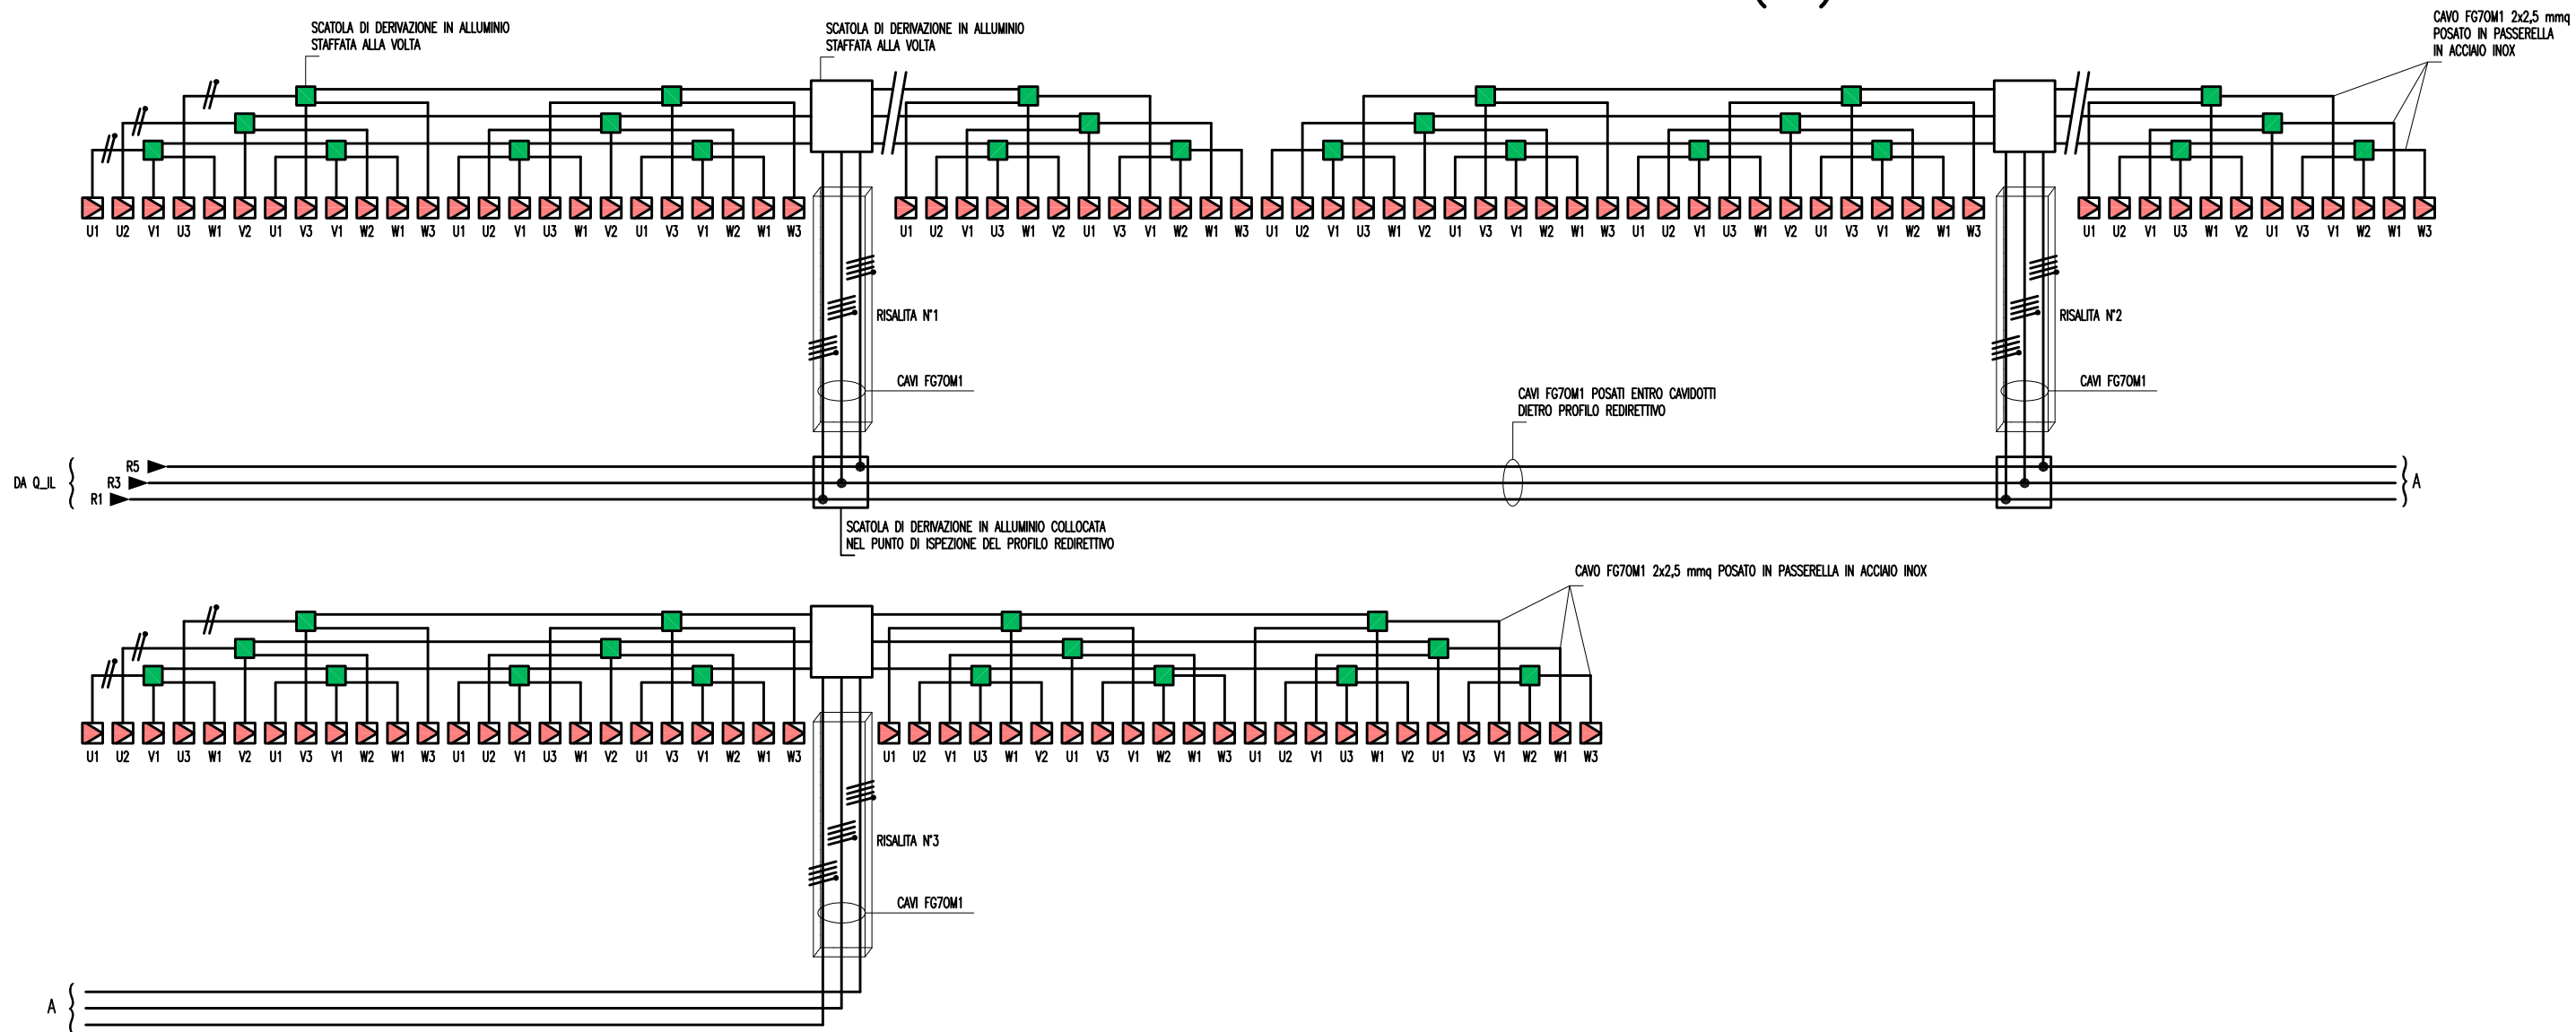 SCATOLA DI DERIVAZIONE IN ALLUMINIO
STAFFATA ALLA VOLTA
SCATOLA DI DERIVAZIONE IN ALLUMINIO
STAFFATA ALLA VOLTA
CAVO FG7OM1 2x2,5 mmq
POSATO IN PASSERELLA
IN ACCIAIO INOX
U1 U2 V1 U3 W1 V2 U1 V3 V1 W2 W1 W3 U1 U2 V1 U3 W1 V2 U1 V3 V1 W2 W1 W3 U1 U2 V1 U3 W1 V2 U1 V3 V1 W2 W1 W3 U1 U2 V1 U3 W1 V2 U1 V3 V1 W2 W1 W3 U1 U2 V1 U3 W1 V2 U1 V3 V1 W2 W1 W3 U1 U2 V1 U3 W1 V2 U1 V3 V1 W2 W1 W3
RISALITA N°1
RISALITA N°2
CAVI FG7OM1
CAVI FG7OM1
CAVI FG7OM1 POSATI ENTRO CAVIDOTTI
DIETRO PROFILO REDIRETTIVO
DA Q_IL
R5
R3
R1
A
SCATOLA DI DERIVAZIONE IN ALLUMINIO COLLOCATA
NEL PUNTO DI ISPEZIONE DEL PROFILO REDIRETTIVO
CAVO FG7OM1 2x2,5 mmq POSATO IN PASSERELLA IN ACCIAIO INOX
U1 U2 V1 U3 W1 V2 U1 V3 V1 W2 W1 W3 U1 U2 V1 U3 W1 V2 U1 V3 V1 W2 W1 W3 U1 U2 V1 U3 W1 V2 U1 V3 V1 W2 W1 W3 U1 U2 V1 U3 W1 V2 U1 V3 V1 W2 W1 W3
RISALITA N°3
CAVI FG7OM1
A